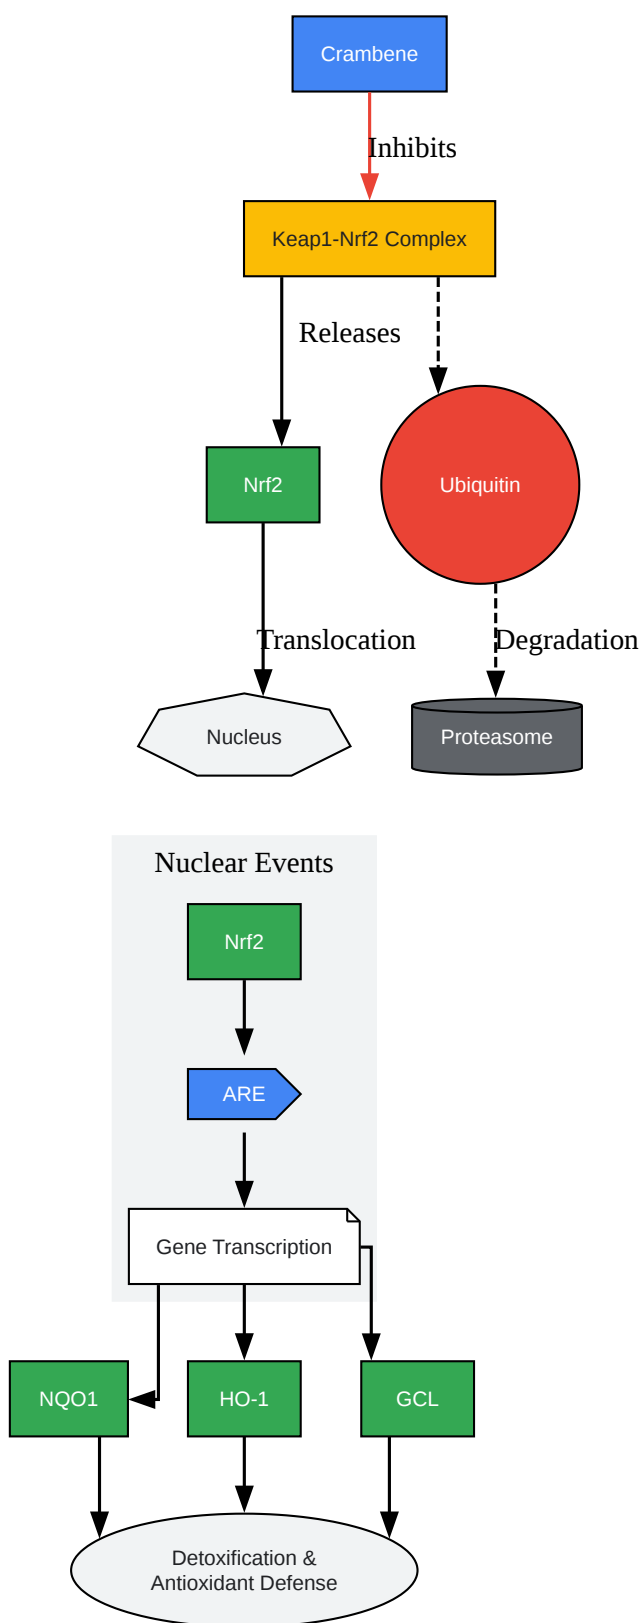 Crambene
Inhibits
Keap1-Nrf2 Complex
Releases
Nrf2
Ubiquitin
Translocation
Degradation
Nucleus
Proteasome
Nuclear Events
Nrf2
ARE
Gene Transcription
NQO1
HO-1
GCL
Detoxification &
Antioxidant Defense